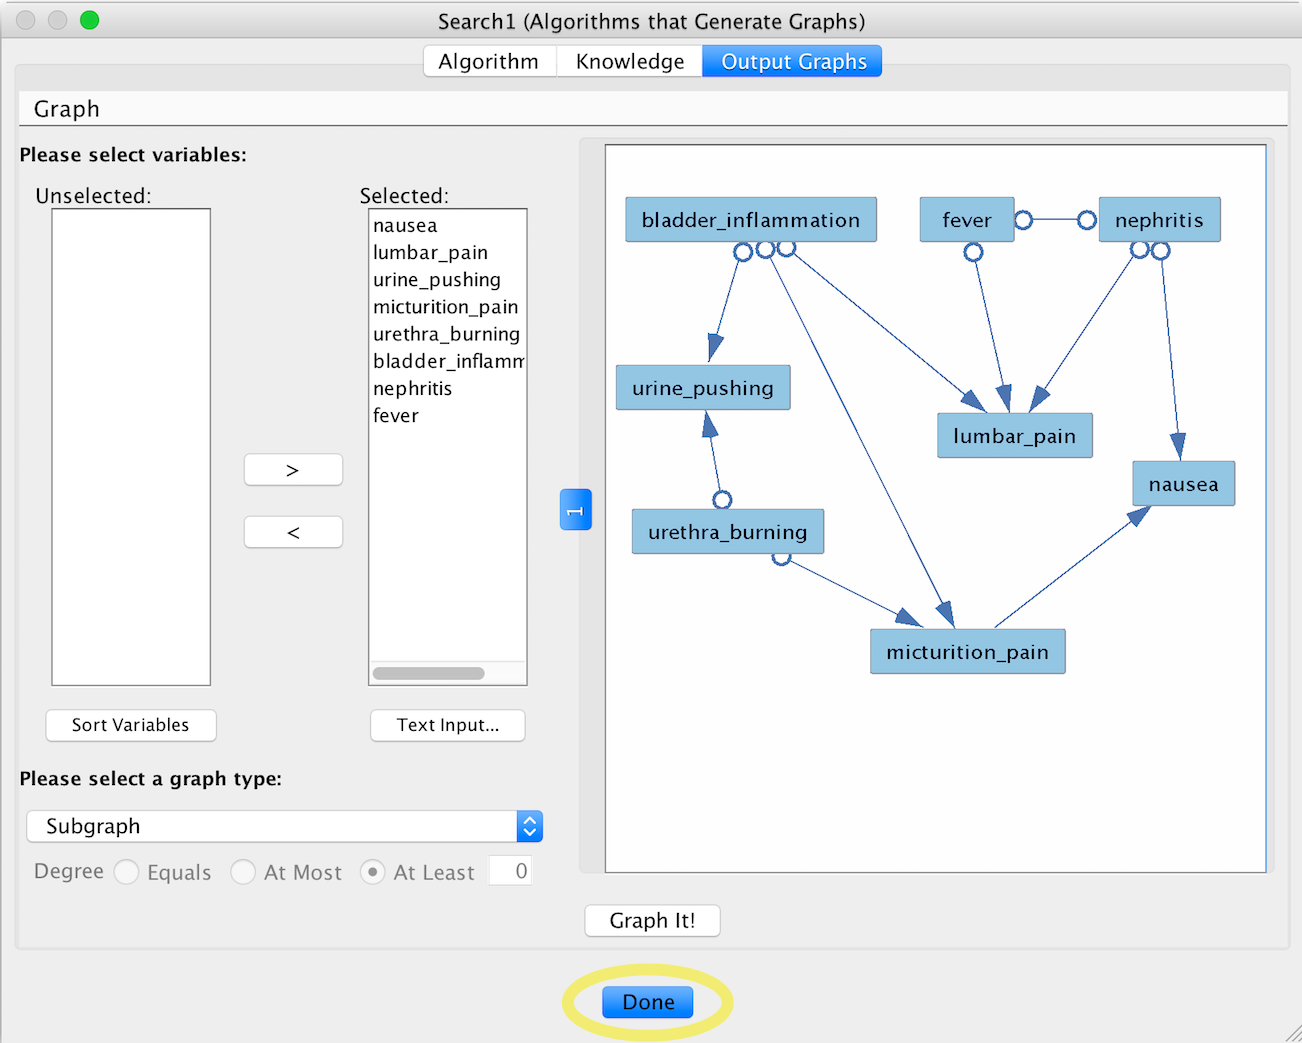 Search1 (Algorithms that Generate Graphs)
Algorithm
Knowledge
Output Graphs
Graph
Please select variables:
Unselected:
Selected:
nausea
lumbar_pain
urine_pushing
micturition_pain
urethra_burning
bladder_inflamm
nephritis
fever
>
<
Sort Variables
Text Input...
Please select a graph type:
Subgraph
Degree
Equals
At Most
At Least
0
1
bladder_inflammation
fever
nephritis
urine_pushing
lumbar_pain
nausea
urethra_burning
micturition_pain
Graph It!
Done